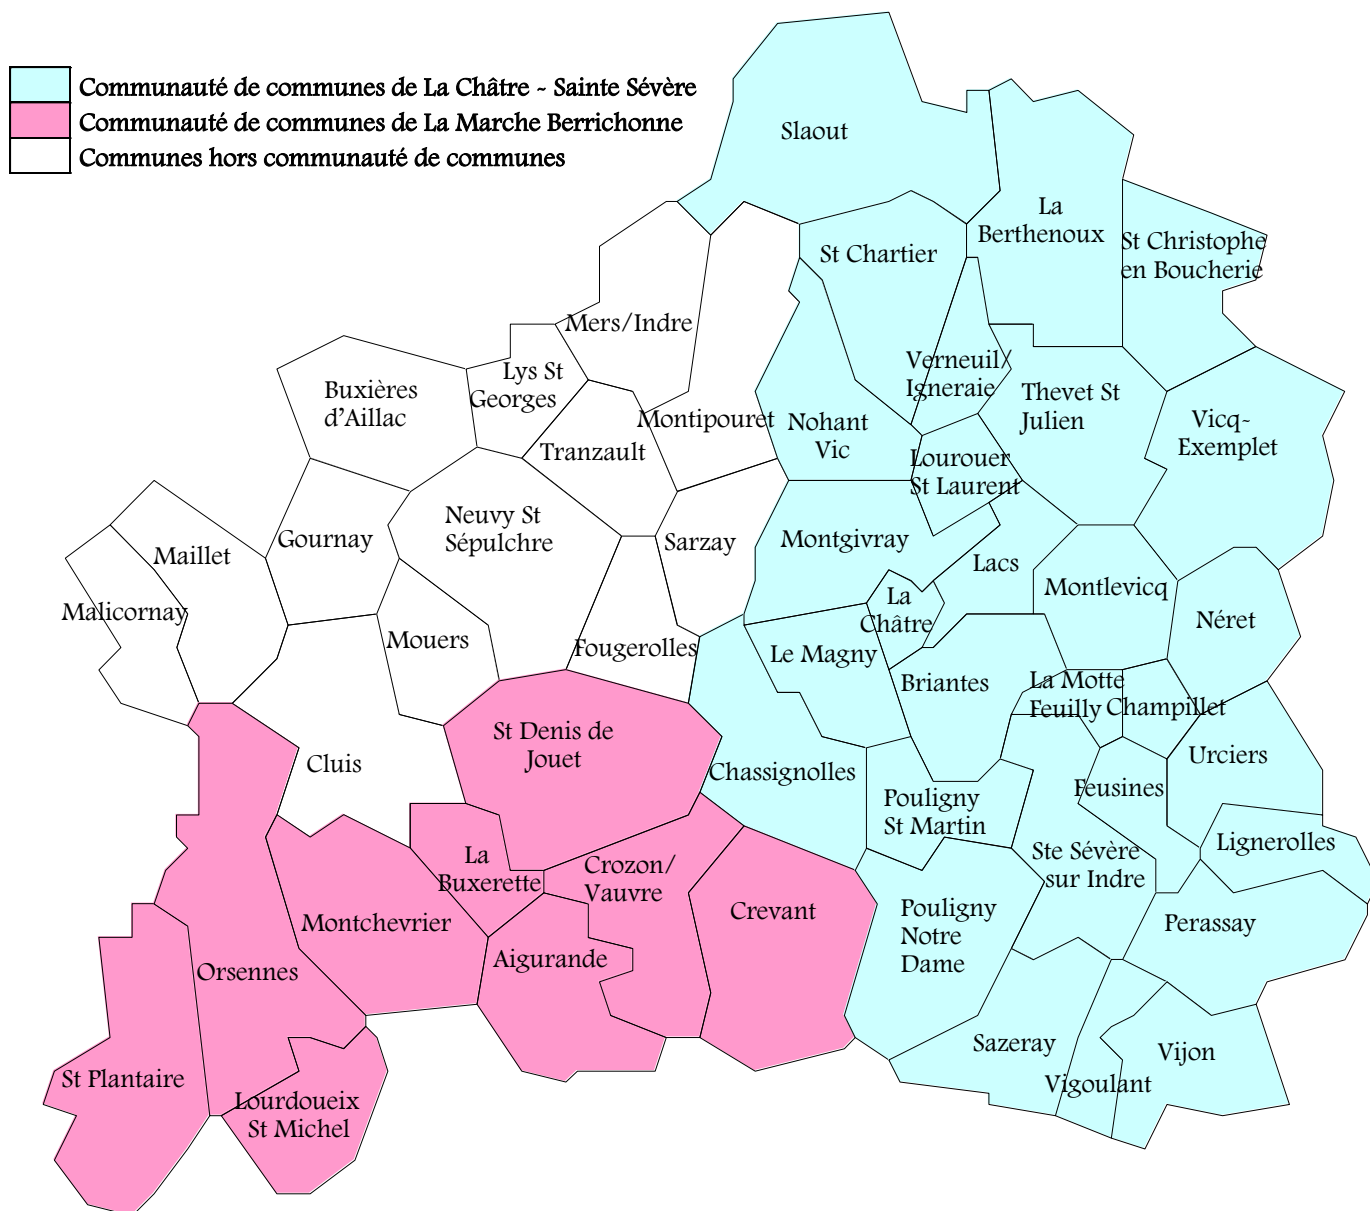 Communauté de communes de La Châtre - Sainte Sévère
Communauté de communes de La Marche Berrichonne
Communes hors communauté de communes
Slaout
La
Berthenoux
St Christophe
en Boucherie
St Chartier
Mers/Indre
Verneuil/
Igneraie
Lys St
Georges
Buxières
d'Aillac
Thevet St
Julien
Vicq-
Exemplet
Montipouret
Nohant
Vic
Tranzault
Lourouer
St Laurent
Neuvy St
Sépulchre
Gournay
Sarzay
Montgivray
Maillet
Lacs
Montlevicq
Malicornay
La
Châtre
Néret
Mouers
Fougerolles
Le Magny
Briantes
La Motte
Feuilly
Champillet
St Denis de
Jouet
Cluis
Chassignolles
Urciers
Feusines
Pouligny
St Martin
Lignerolles
La
Buxerette
Crozon/
Vauvre
Ste Sévère
sur Indre
Montchevrier
Crevant
Pouligny
Notre
Dame
Perassay
Orsennes
Aigurande
Sazeray
Vijon
St Plantaire
Vigoulant
Lourdoueix
St Michel